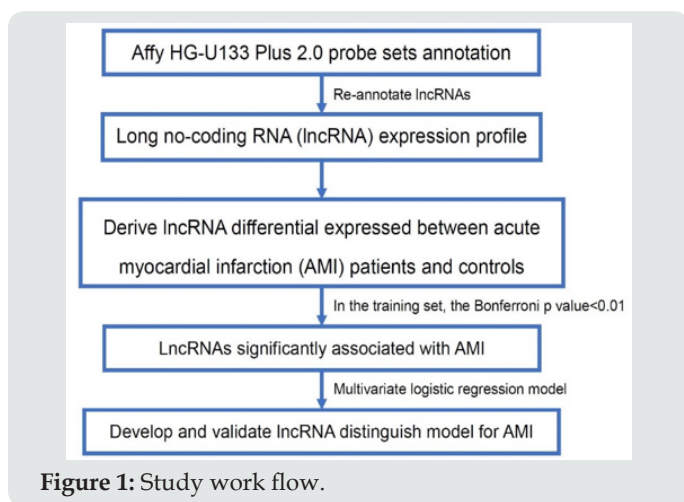 Affy HG-U133 Plus 2.0 probe sets annotation
Re-annotate lncRNAs
Long no-coding RNA (lncRNA) expression profile
Derive lncRNA differential expressed between acute
myocardial infarction (AMI) patients and controls
In the training set, the Bonferroni p value<0.01
LncRNAs significantly associated with AMI
Multivariate logistic regression model
Develop and validate lncRNA distinguish model for AMI
Figure 1: Study work flow.